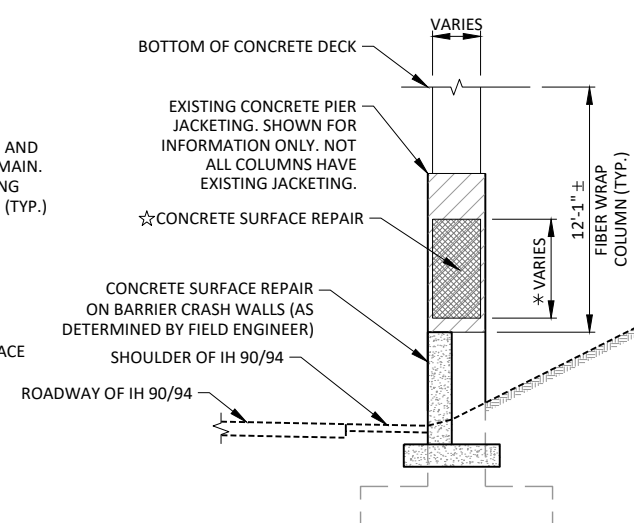 VARIES
BOTTOM OF CONCRETE DECK
EXISTING CONCRETE PIER
JACKETING. SHOWN FOR
INFORMATION ONLY. NOT
ALL COLUMNS HAVE
EXISTING JACKETING.
AND
MAIN.
NG
(TYP.)
☆CONCRETE SURFACE REPAIR
* VARIES
12'-1" ±
FIBER WRAP
COLUMN (TYP.)
CONCRETE SURFACE REPAIR
ON BARRIER CRASH WALLS (AS
DETERMINED BY FIELD ENGINEER)
ACE
SHOULDER OF IH 90/94
ROADWAY OF IH 90/94